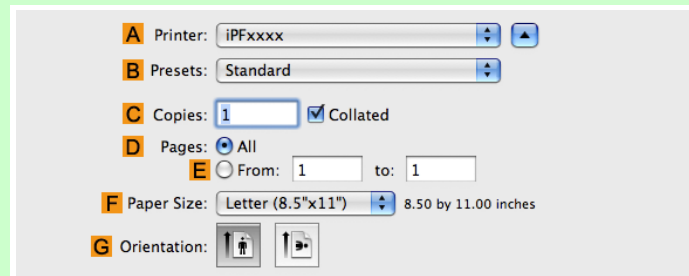 A Printer: iPFxxxx
B Presets: Standard
C Copies: 1 Collated
D Pages: All
E From: 1 to: 1
F Paper Size: Letter (8.5"x11") 8.50 by 11.00 inches
G Orientation: